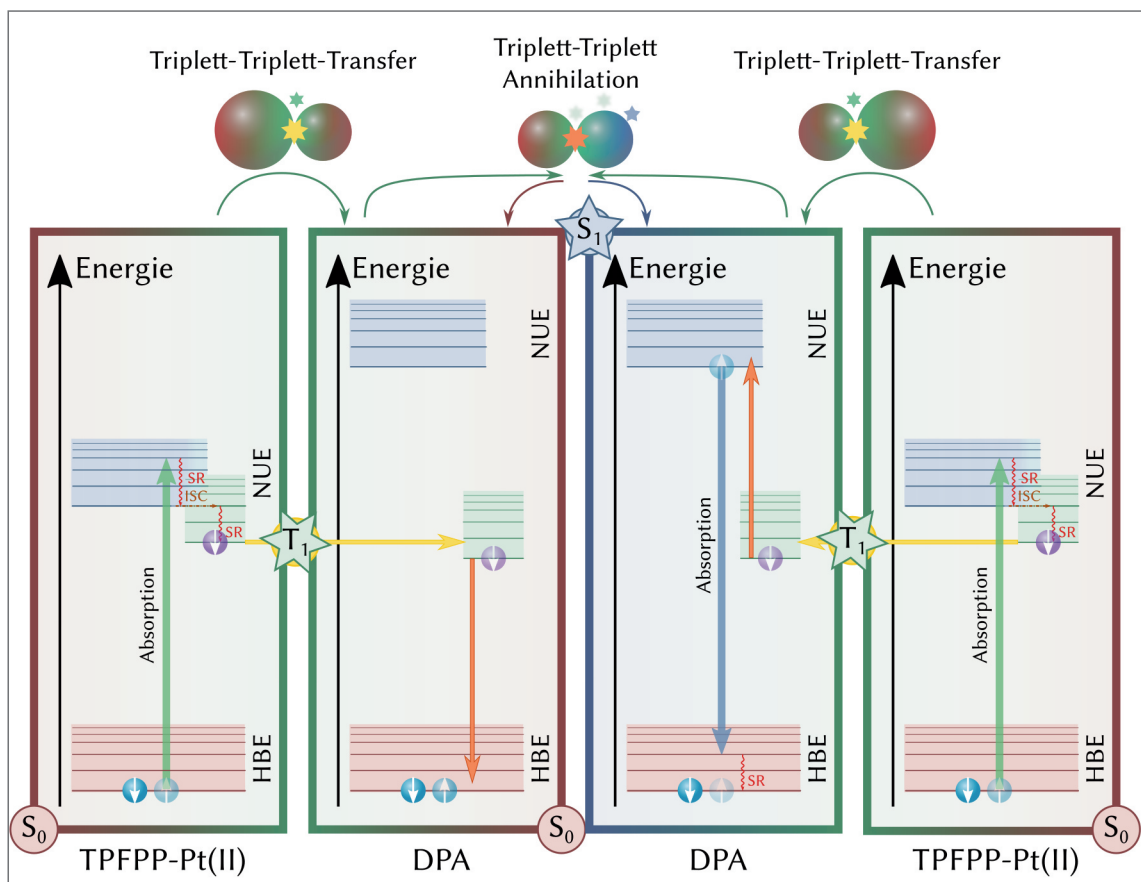 Triplett-Triplett-Transfer
Triplett-Triplett
Annihilation
Triplett-Triplett-Transfer
S1
Energie
NUE
SR
ISC
SR
Absorption
HBE
S0
TPFPP-Pt(II)
T1
Energie
NUE
HBE
S0
DPA
Energie
NUE
Absorption
SR
HBE
DPA
T1
Energie
NUE
SR
ISC
SR
Absorption
HBE
S0
TPFPP-Pt(II)